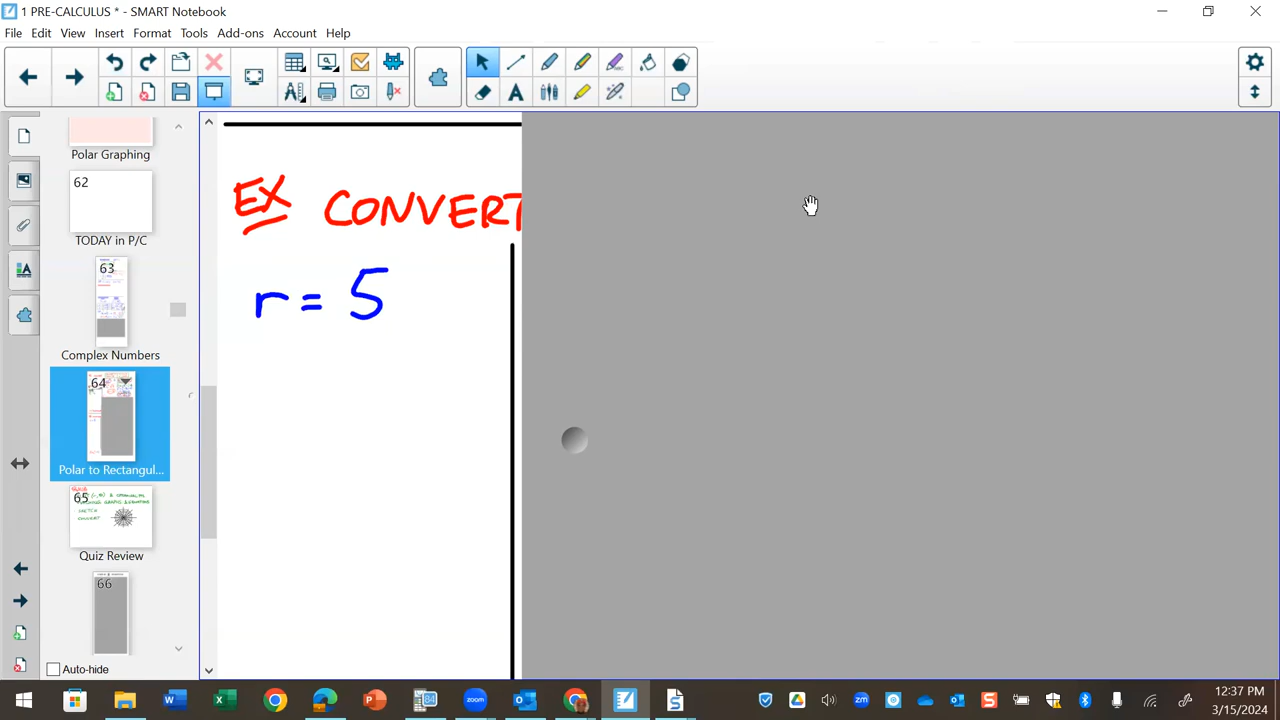 1 PRE-CALCULUS * - SMART Notebook
File Edit View Insert Format Tools Add-ons Account Help
Polar Graphing
62
TODAY in P/C
63
Complex Numbers
64
Polar to Rectangul...
65
Quiz Review
66
Auto-hide
EX CONVERT
r = 5
12:37 PM
3/15/2024